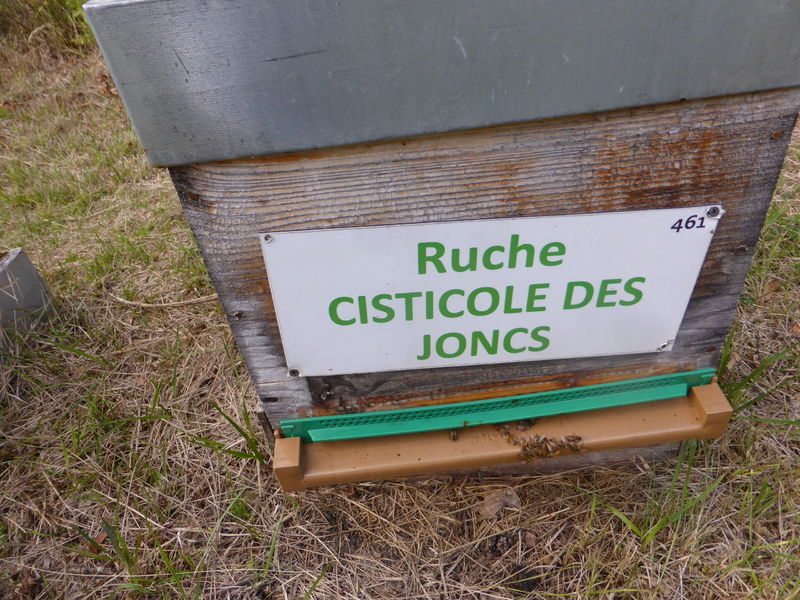 461
Ruche
CISTICOLE DES
JONCS